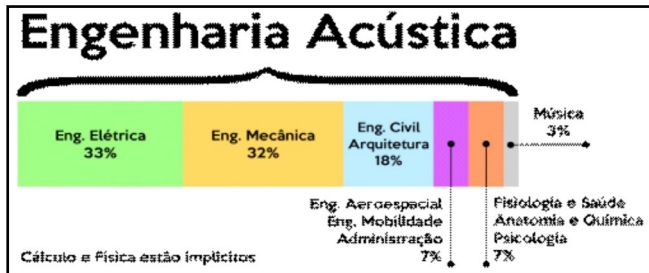 Engenharia Acústica
Eng. Elétrica
33%
Eng. Mecânica
32%
Eng. Civil
Arquitetura
18%
Música
3%
Eng. Aeroespacial
Eng. Mobilidade
Administração
7%
Fisiologia e Saúde
Anatomia e Química
Psicologia
7%
Cálculo e Física estão implícitos